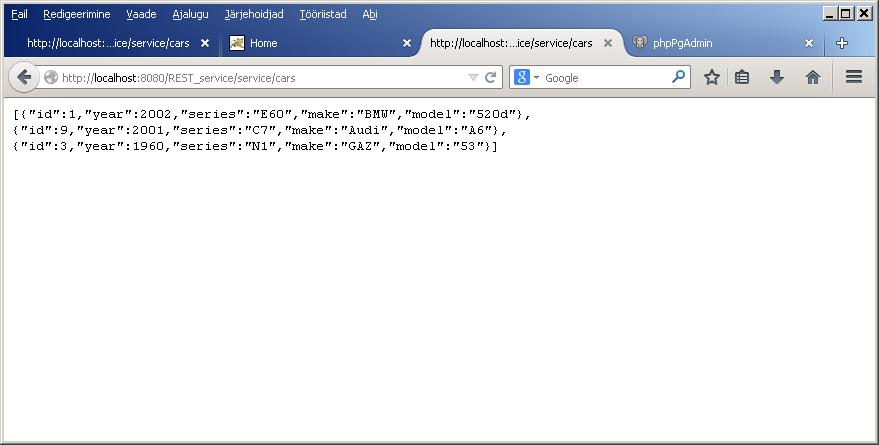 Fail Redigeerimine Vaade Ajalugu Järjehoidjad Tööriistad Abi
http://localhost:...ice/service/cars Home http://localhost:...ice/service/cars phpPgAdmin
http://localhost:8080/REST_service/service/cars Google
[{"id":1,"year":2002,"series":"E60","make":"BMW","model":"520d"},
{"id":9,"year":2001,"series":"C7","make":"Audi","model":"A6"},
{"id":3,"year":1960,"series":"N1","make":"GAZ","model":"53"}]